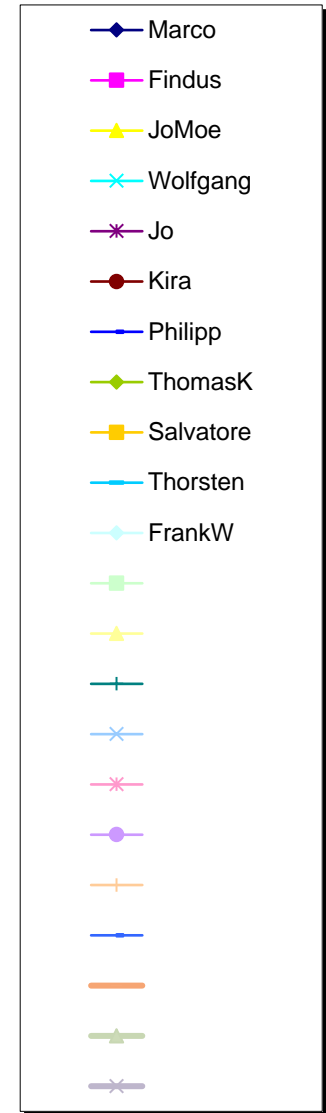 Marco
Findus
JoMoe
Wolfgang
Jo
Kira
Philipp
ThomasK
Salvatore
Thorsten
FrankW